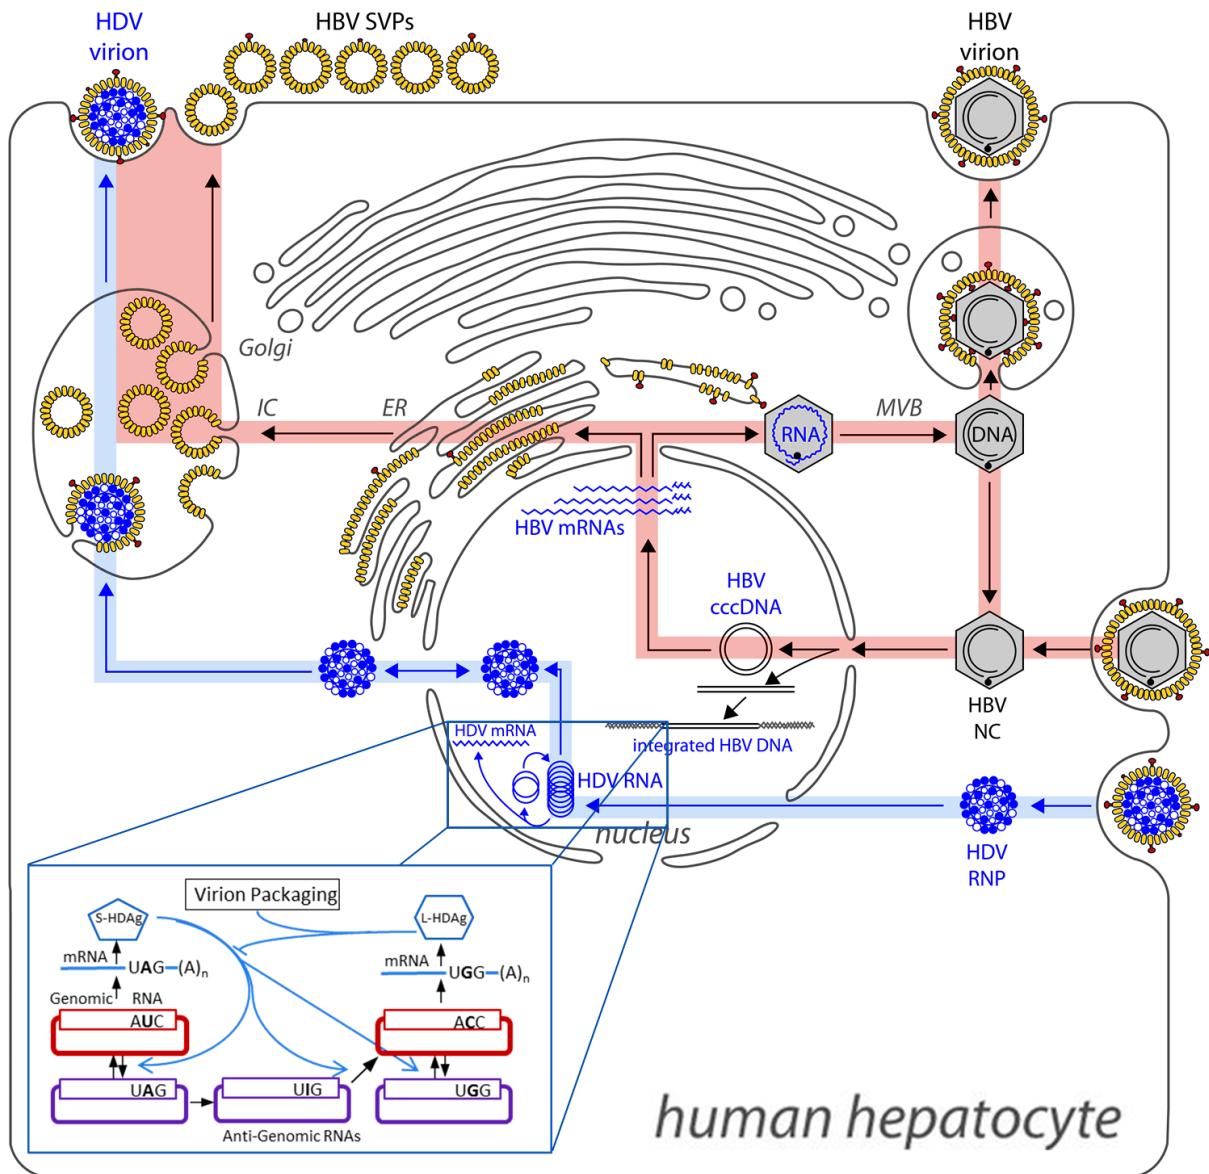 HDV
virion
HBV SVPs
HBV
virion
Golgi
IC
ER
MVB
RNA
DNA
HBV mRNAs
HBV
cccDNA
HBV
NC
HDV mRNA
integrated HBV DNA
HDV RNA
nucleus
HDV
RNP
Virion Packaging
S-HDAg
L-HDAg
mRNA
UAG (A)n
mRNA
UGG (A)n
Genomic RNA
AUC
ACC
UAG
UIG
UGG
Anti-Genomic RNAs
human hepatocyte